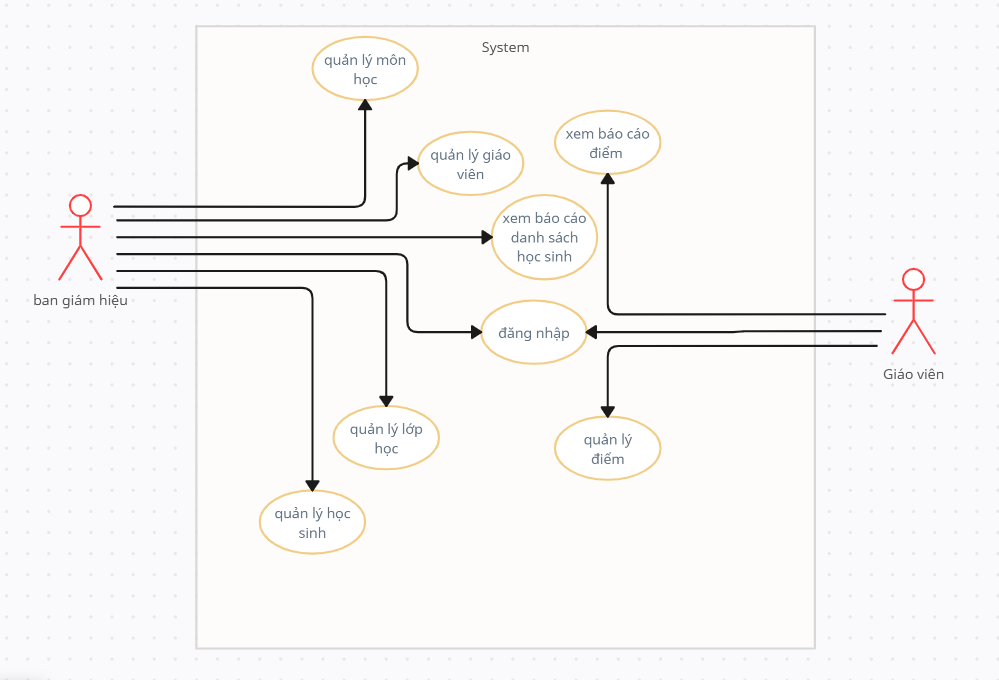 System
quản lý môn
học
xem báo cáo
điểm
quản lý giáo
viên
xem báo cáo
danh sách
học sinh
ban giám hiệu
đăng nhập
Giáo viên
quản lý lớp
học
quản lý
điểm
quản lý học
sinh